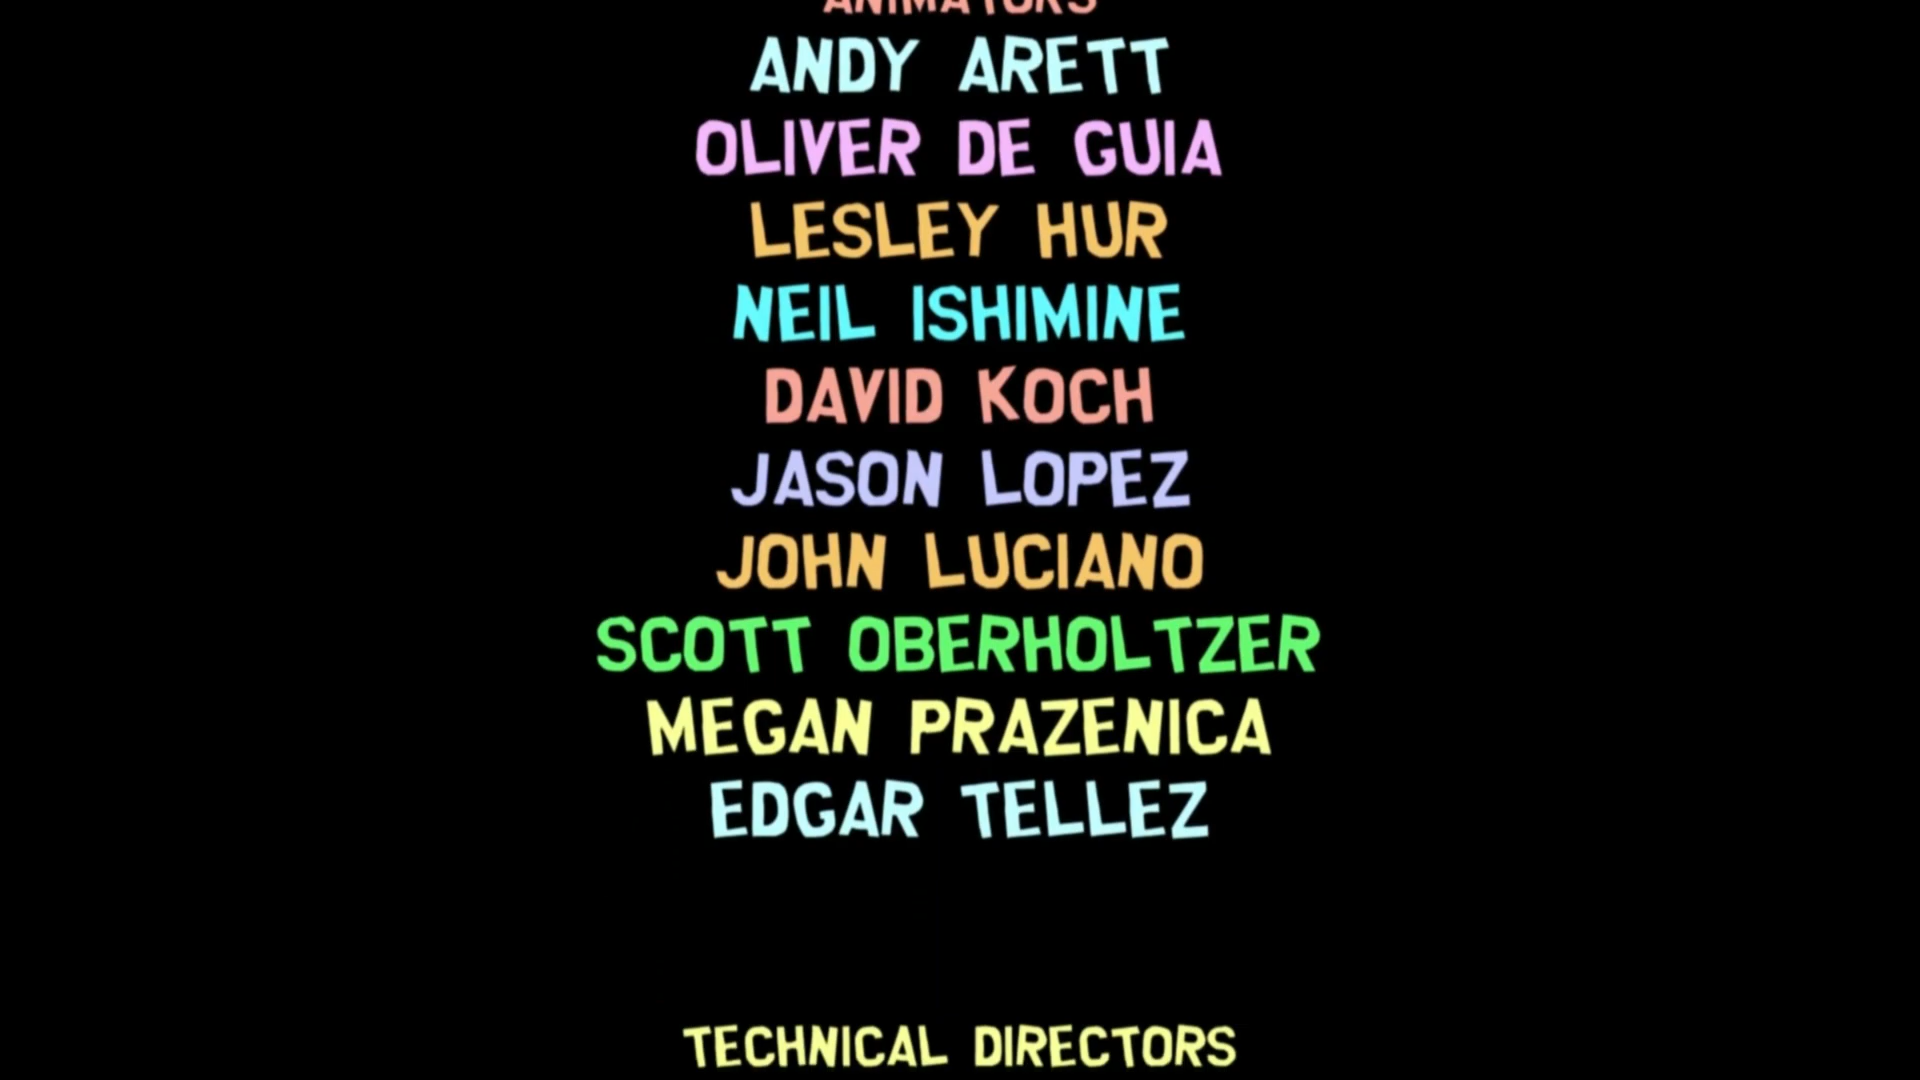 ANIMATORS
ANDY ARETT
OLIVER DE GUIA
LESLEY HUR
NEIL ISHIMINE
DAVID KOCH
JASON LOPEZ
JOHN LUCIANO
SCOTT OBERHOLTZER
MEGAN PRAZENICA
EDGAR TELLEZ
TECHNICAL DIRECTORS